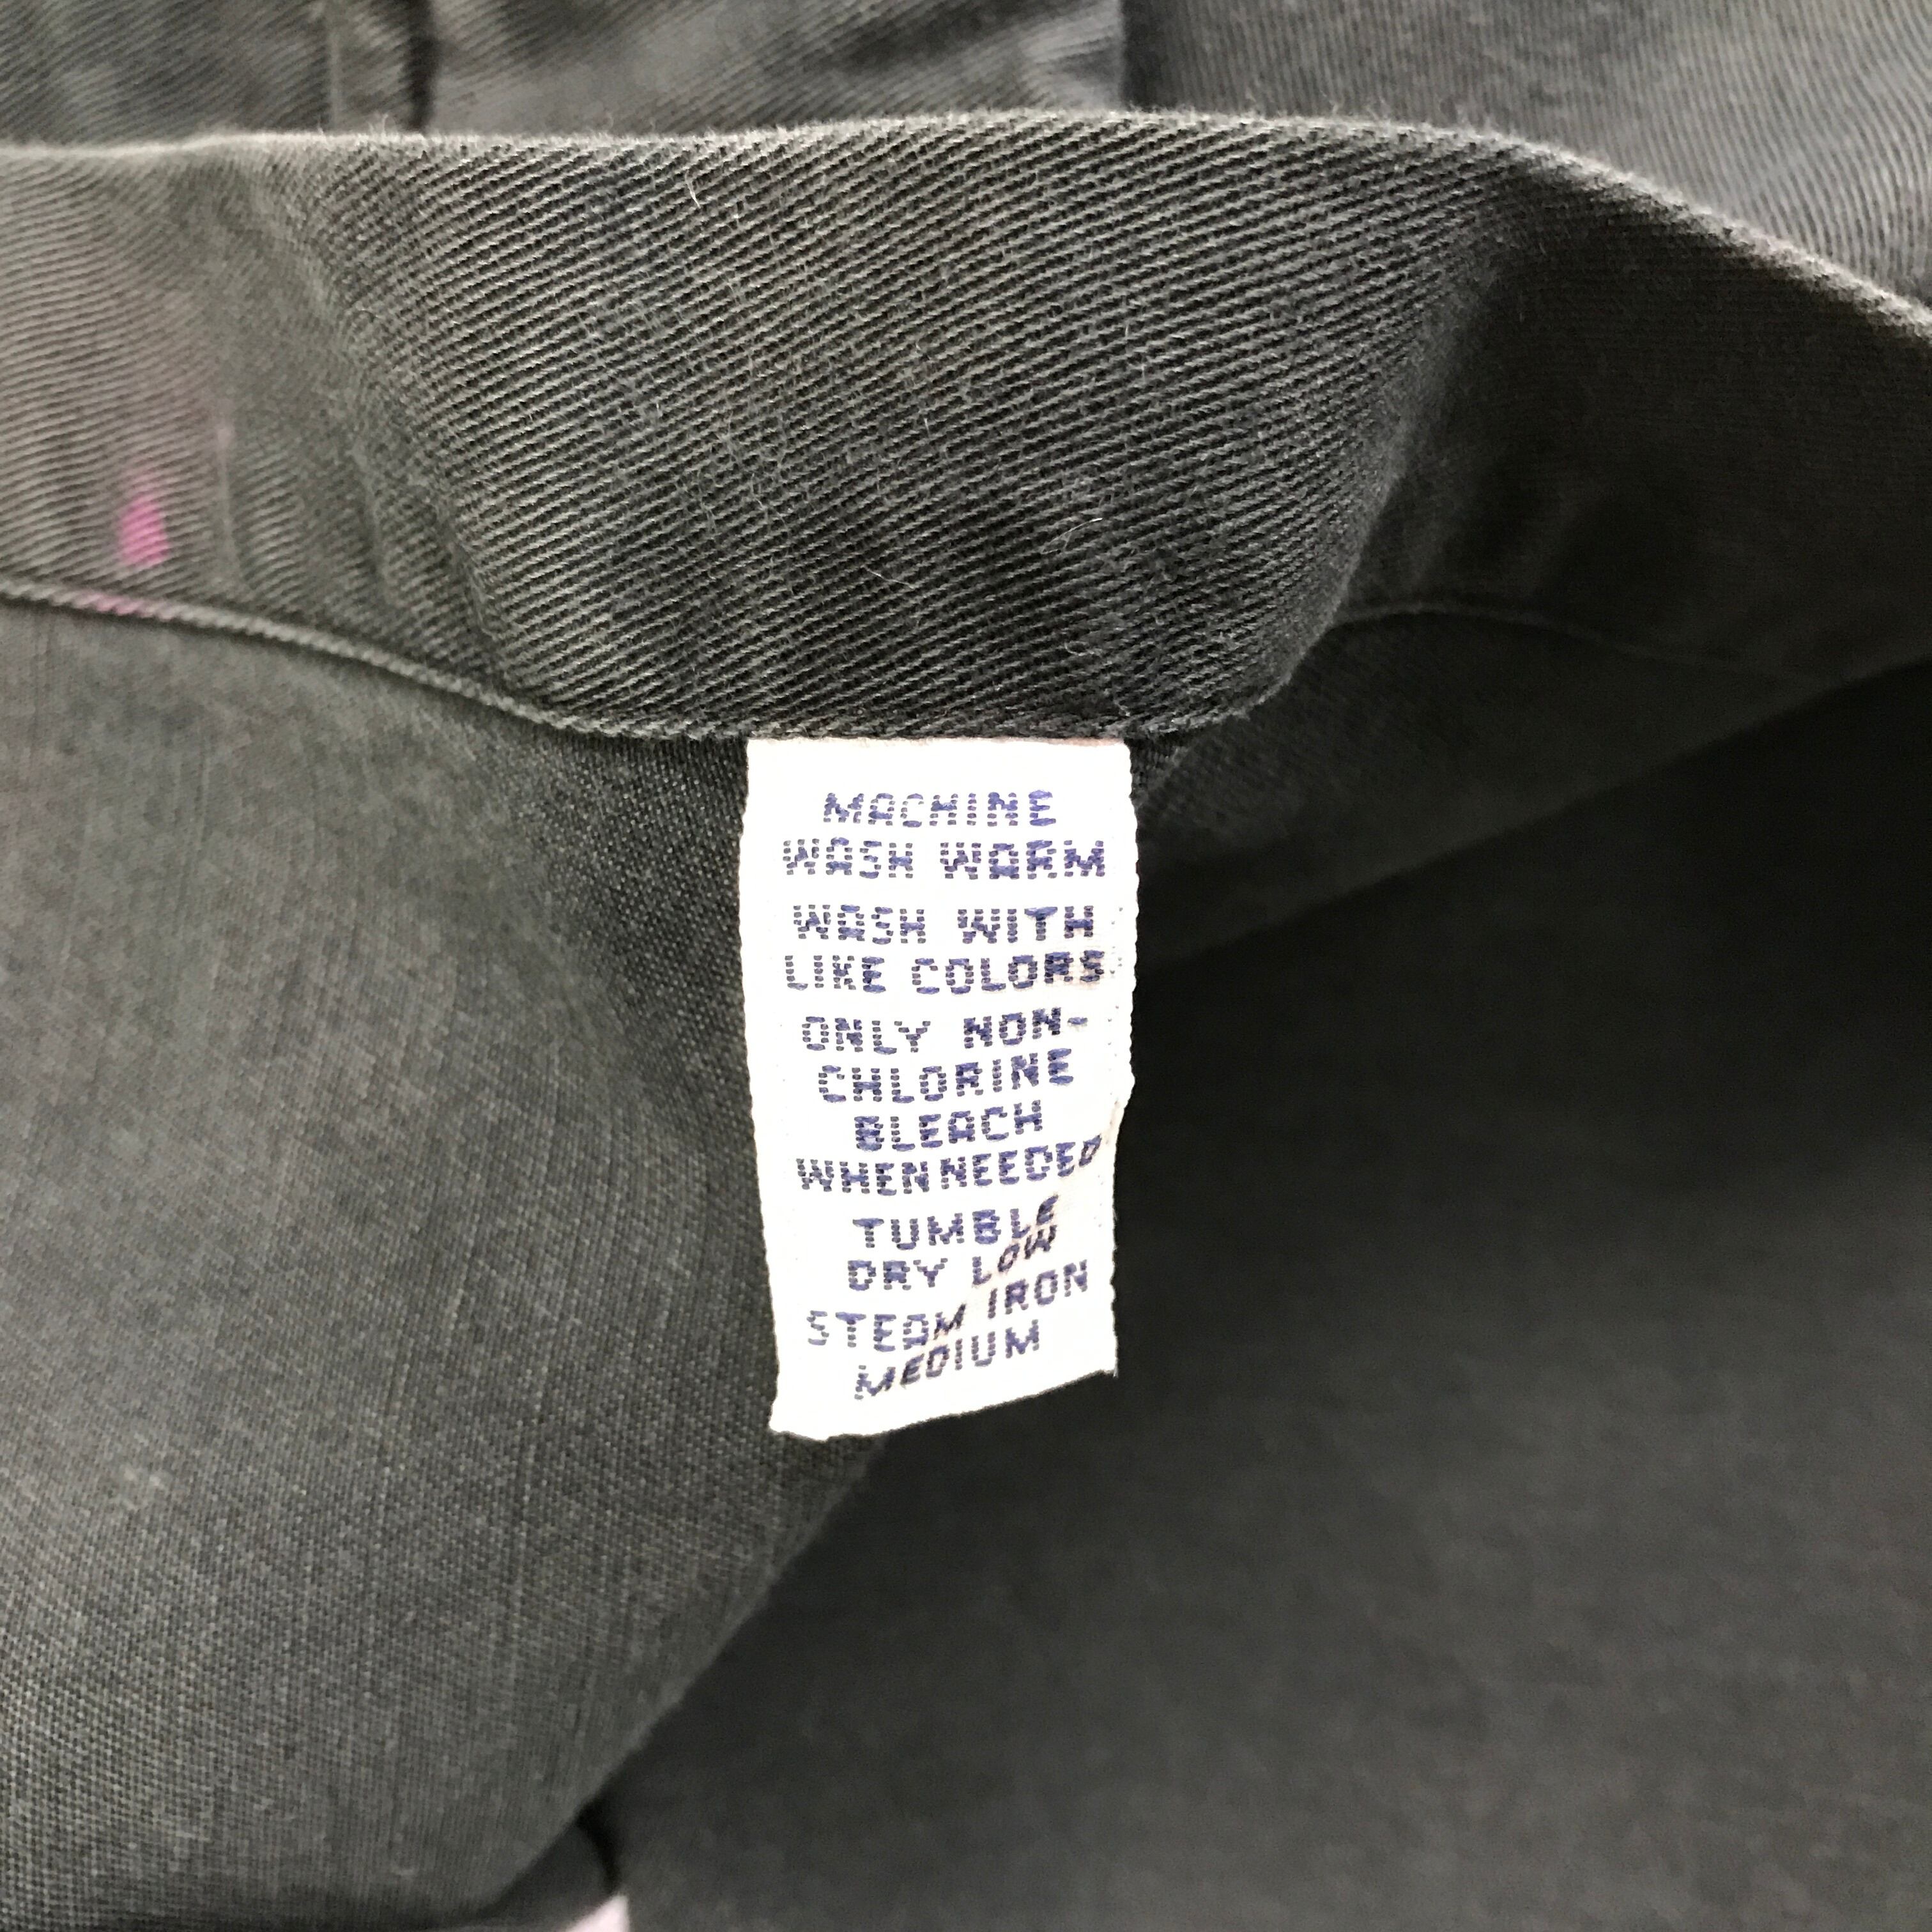 MACHINE
WASH WARM
WASH WITH
LIKE COLORS
ONLY NON-
CHLORINE
BLEACH
WHEN NEEDED
TUMBLE
DRY LOW
STEAM IRON
MEDIUM